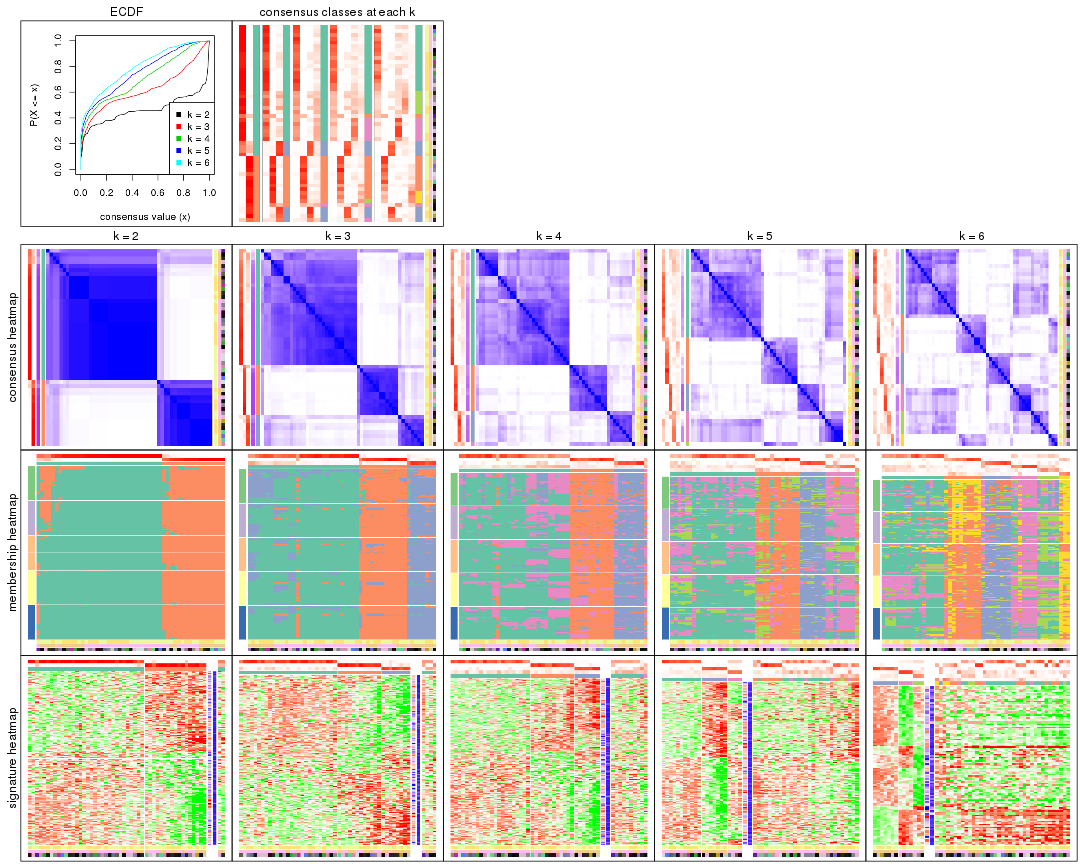 ECDF
consensus classes at each k
P(X <= x)
0.0 0.2 0.4 0.6 0.8 1.0
k = 2
k = 3
k = 4
k = 5
k = 6
0.0 0.2 0.4 0.6 0.8 1.0
consensus value (x)
k = 2
k = 3
k = 4
k = 5
k = 6
consensus heatmap
membership heatmap
signature heatmap